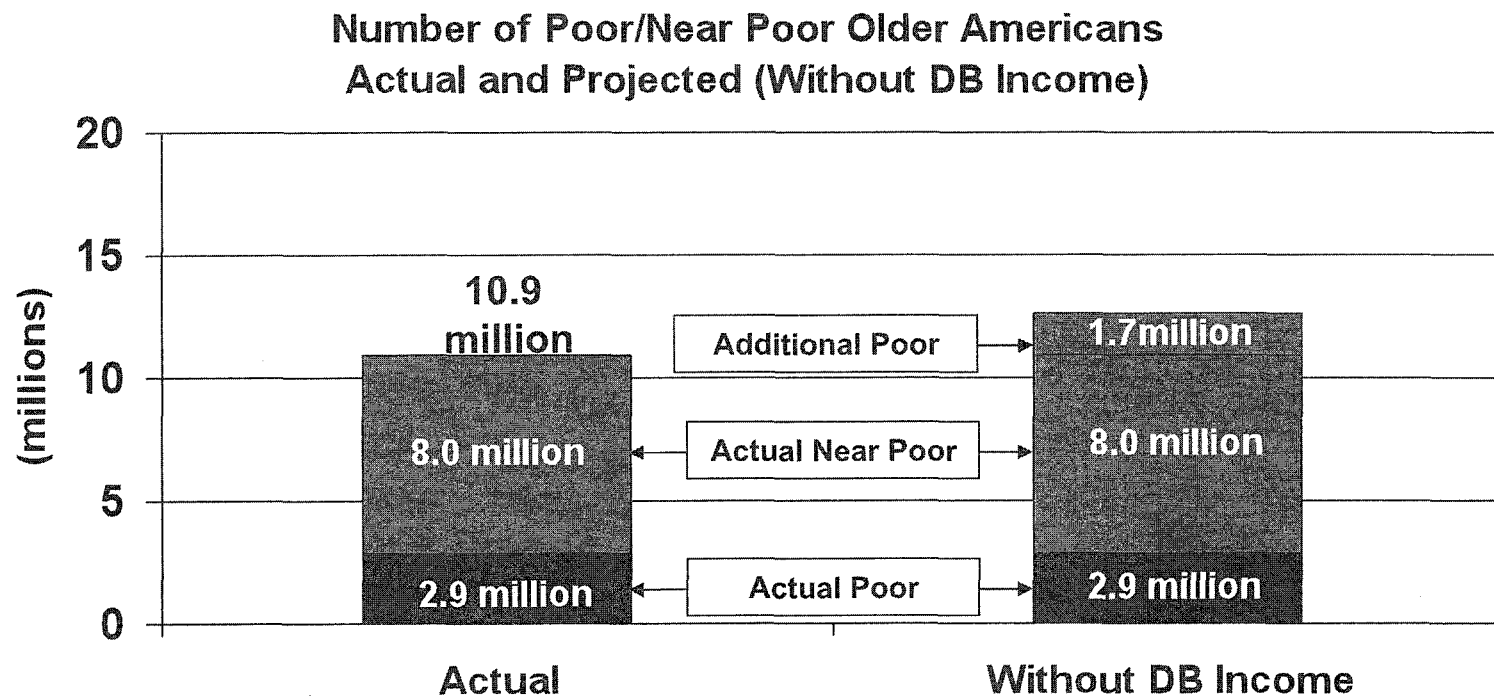 Number of Poor/Near Poor Older Americans
Actual and Projected (Without DB Income)
(millions)
20
15
10
5
0
10.9
million
8.0 million
2.9 million
Additional Poor
Actual Near Poor
Actual Poor
1.7million
8.0 million
2.9 million
Actual
Without DB Income